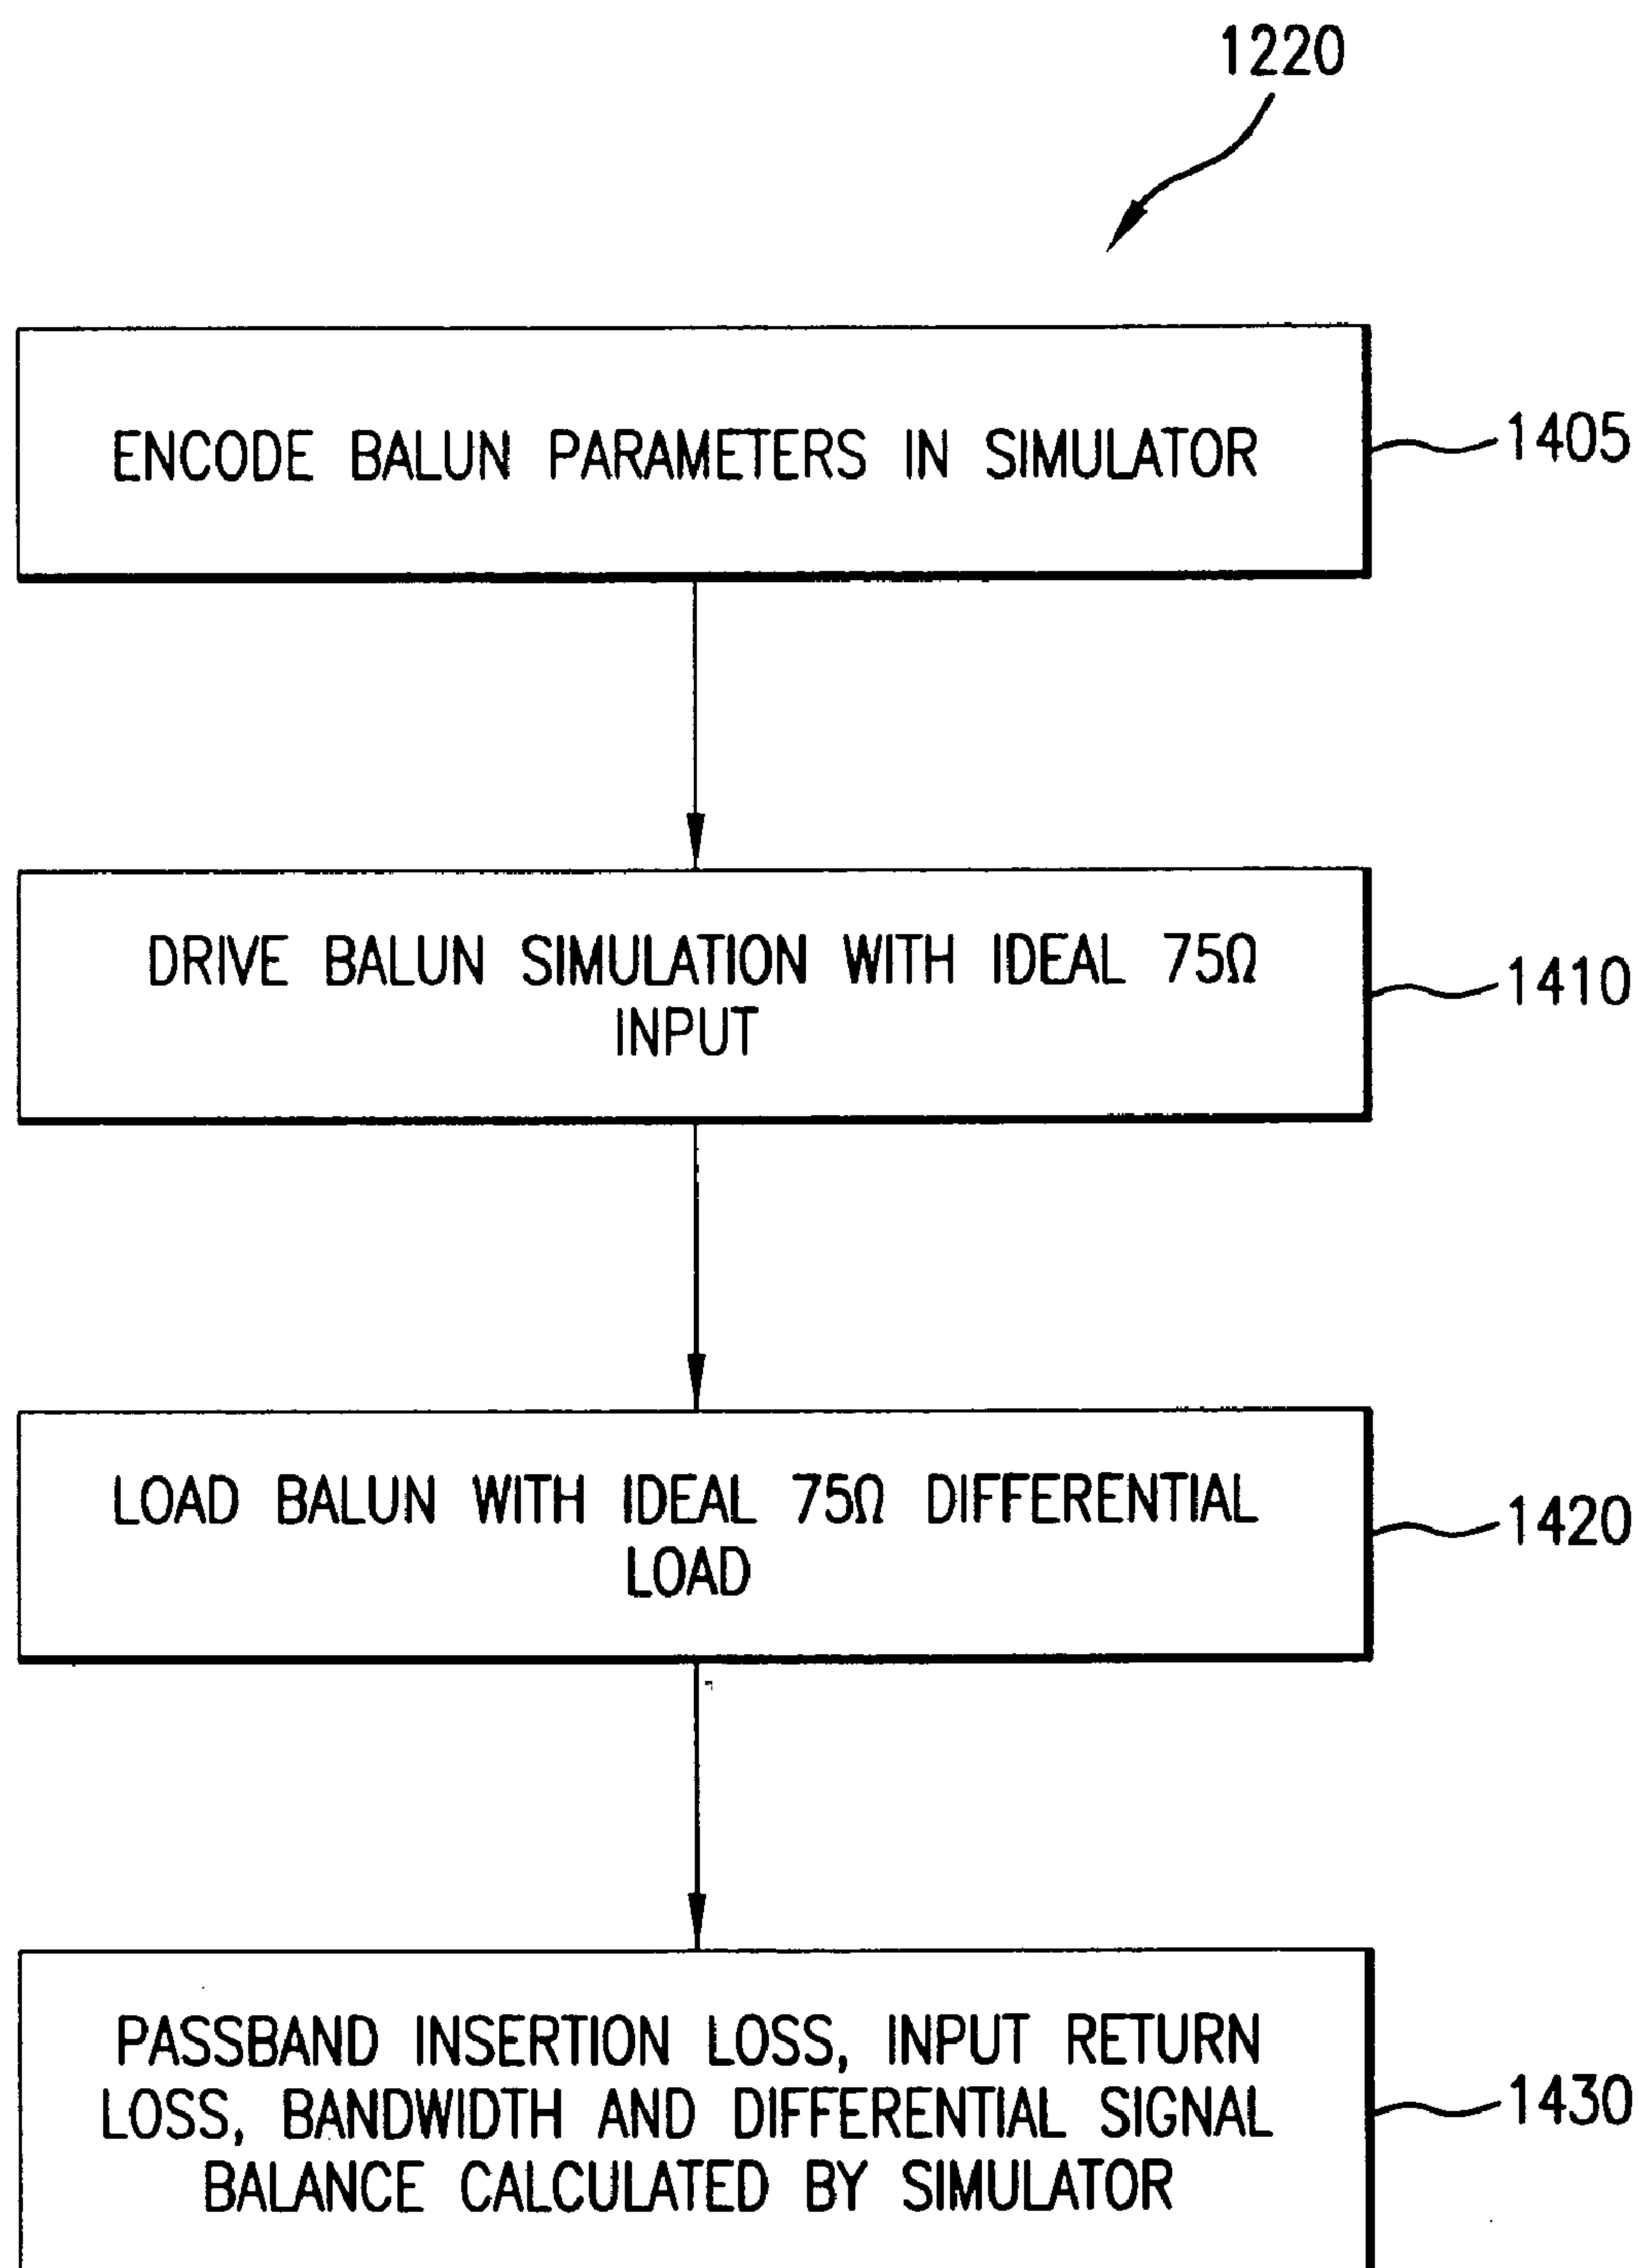 1220
ENCODE BALUN PARAMETERS IN SIMULATOR
1405
DRIVE BALUN SIMULATION WITH IDEAL 75Ω
INPUT
1410
LOAD BALUN WITH IDEAL 75Ω DIFFERENTIAL
LOAD
1420
PASSBAND INSERTION LOSS, INPUT RETURN
LOSS, BANDWIDTH AND DIFFERENTIAL SIGNAL
BALANCE CALCULATED BY SIMULATOR
1430